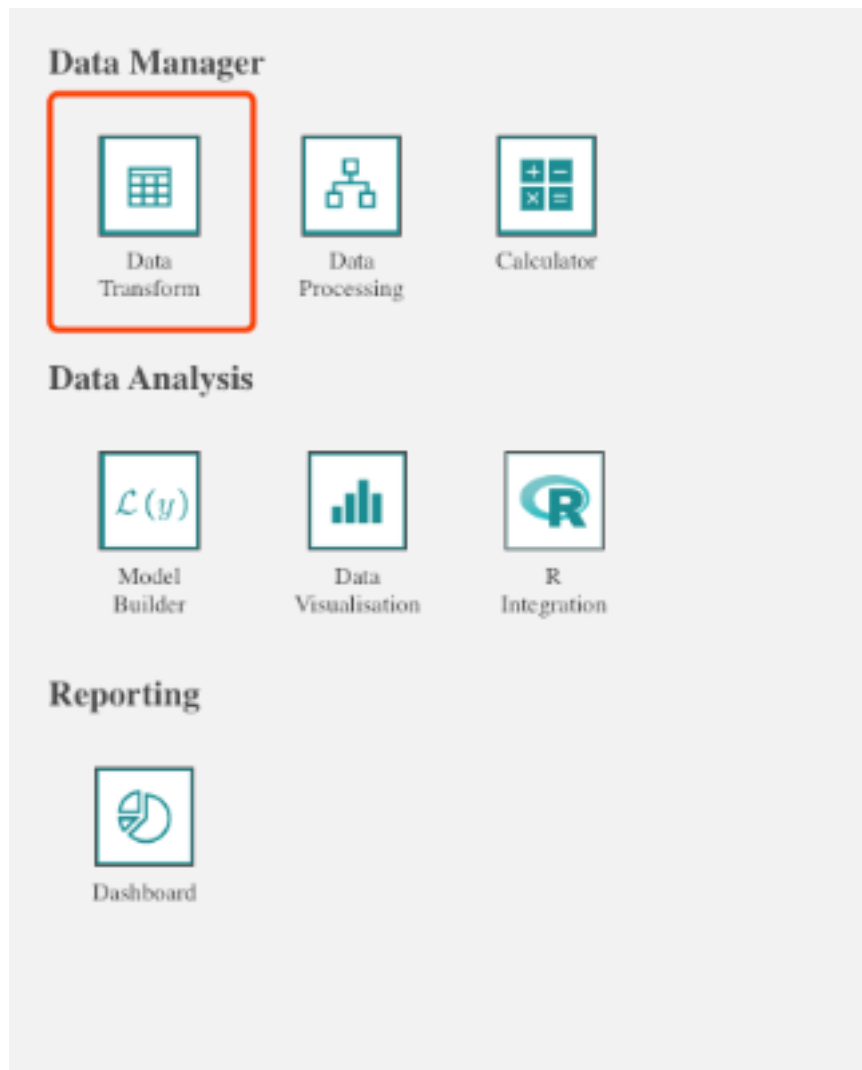 Data Manager
Data
Transform
Data
Processing
Calculator
Data Analysis
ℒ(y)
Model
Builder
Data
Visualisation
R
R
Integration
Reporting
Dashboard